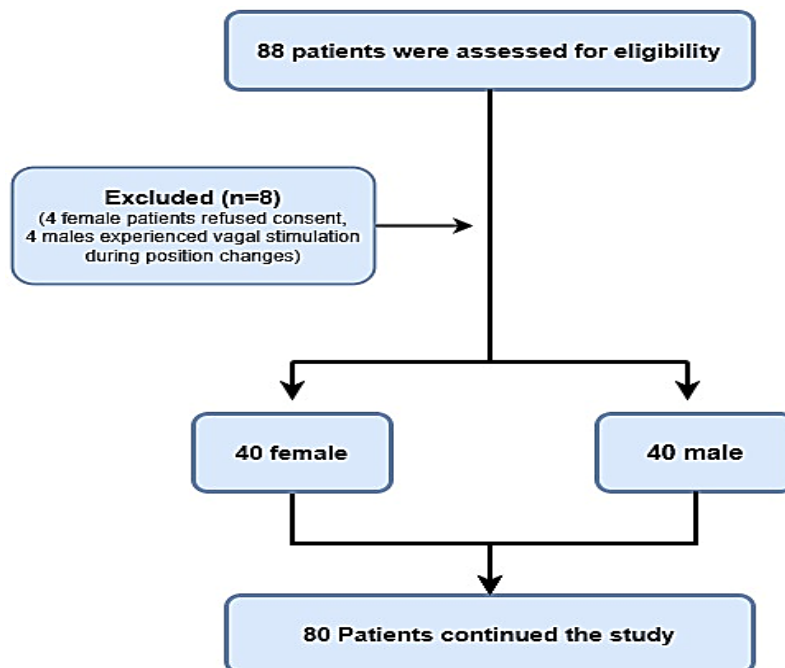 88 patients were assessed for eligibility
Excluded (n=8)
(4 female patients refused consent,
4 males experienced vagal stimulation
during position changes)
40 female
40 male
80 Patients continued the study